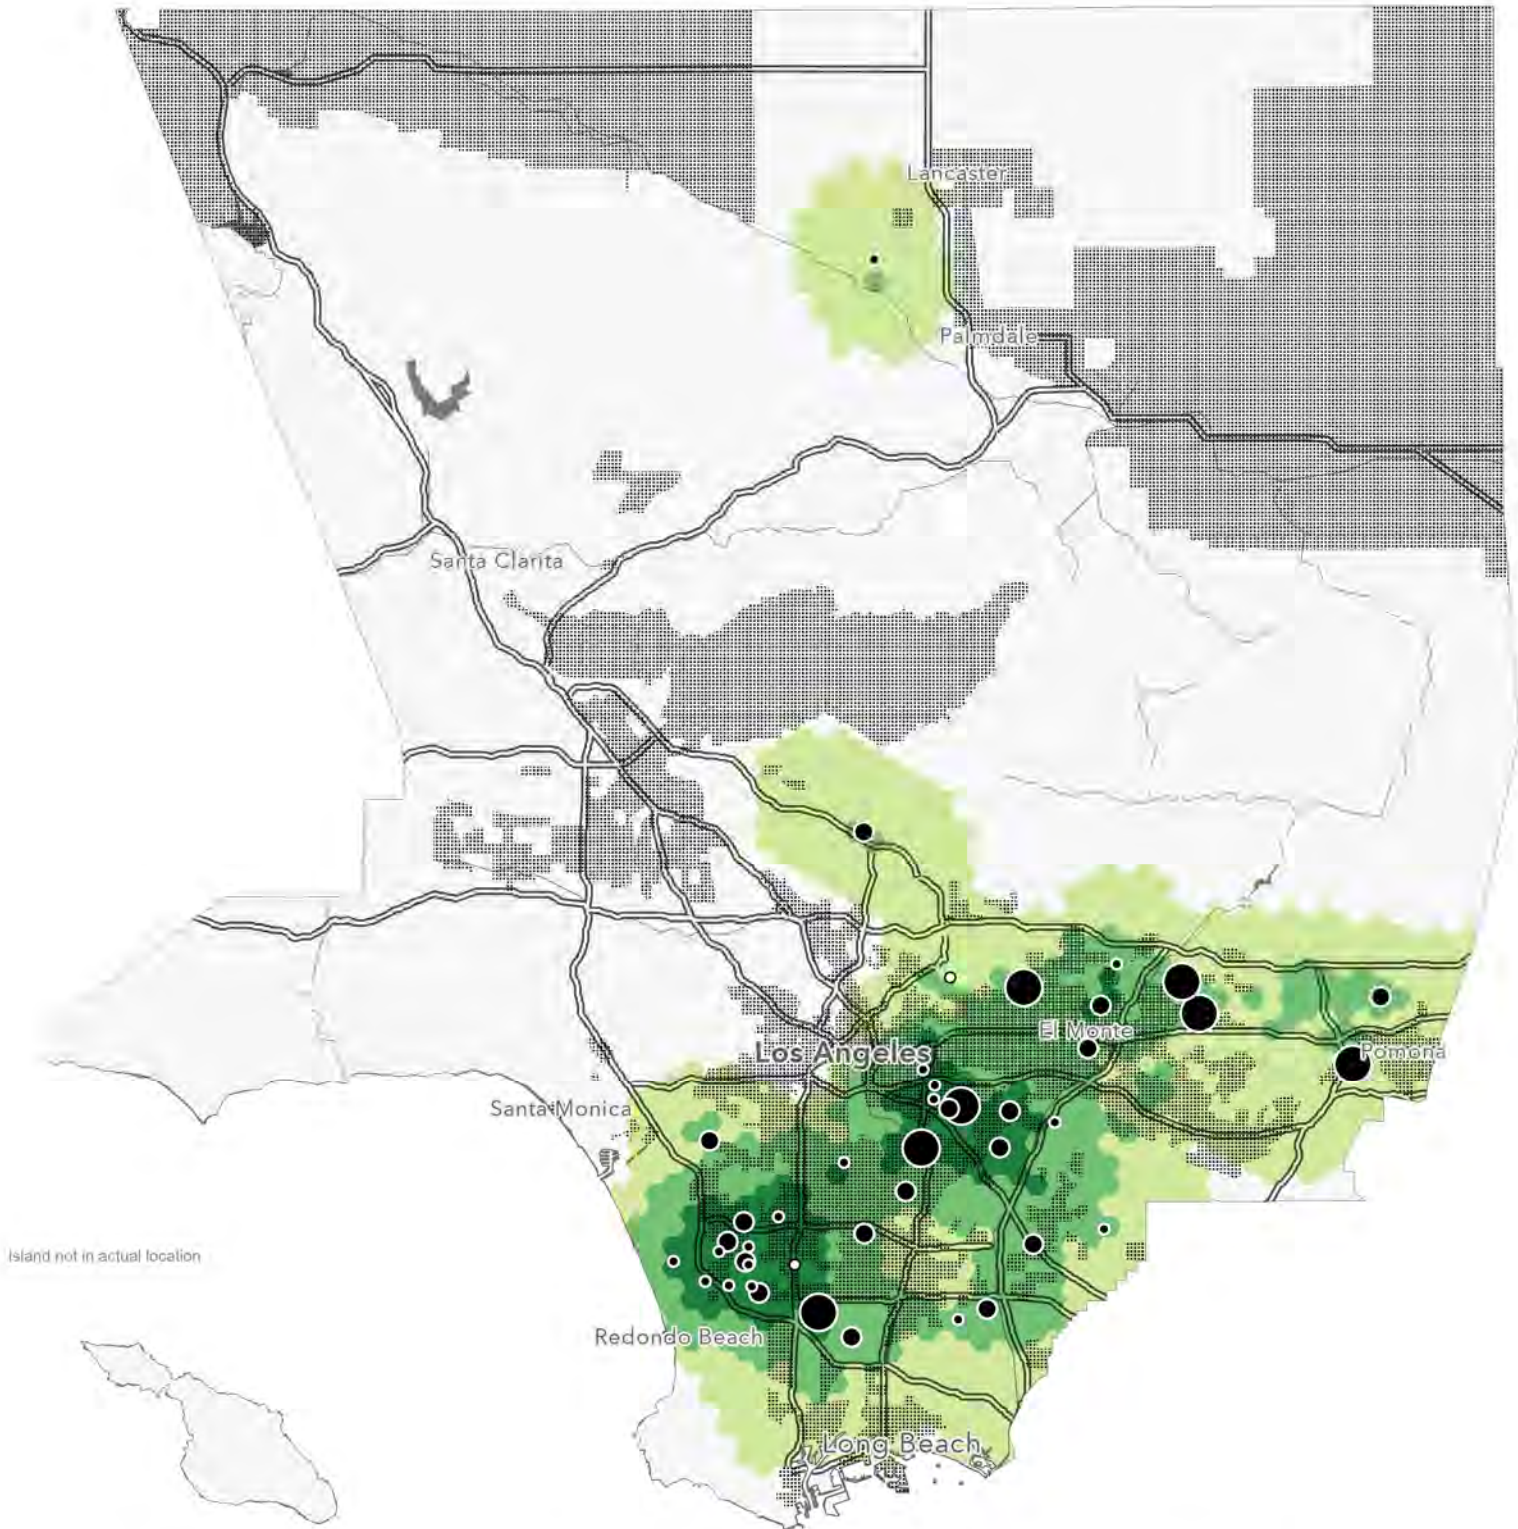 Lancaster
Palmdale
Santa Clarita
El Monte
Los Angeles
Pomona
Santa Monica
Island not in actual location
Redondo Beach
Long Beach